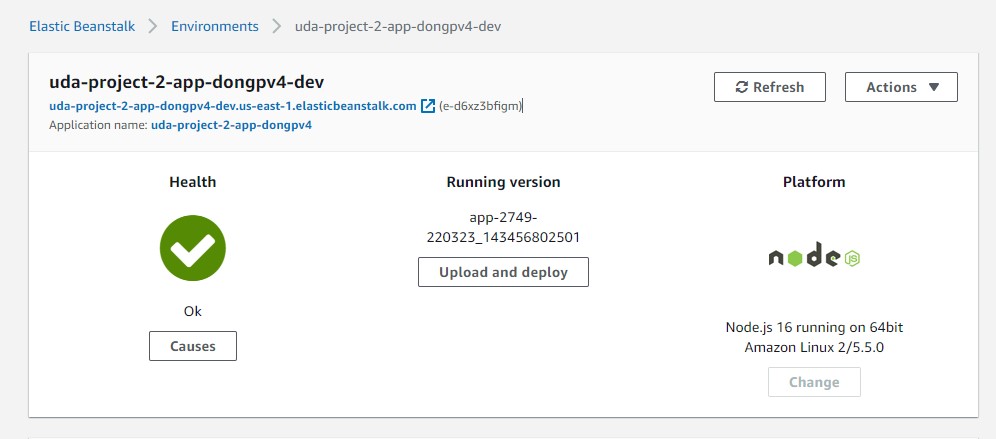 Elastic Beanstalk > Environments > uda-project-2-app-dongpv4-dev
uda-project-2-app-dongpv4-dev
Refresh
Actions ▼
uda-project-2-app-dongpv4-dev.us-east-1.elasticbeanstalk.com (e-d6xz3bfigm)
Application name: uda-project-2-app-dongpv4
Health
Ok
Causes
Running version
app-2749-
220323_143456802501
Upload and deploy
Platform
node JS
Node.js 16 running on 64bit
Amazon Linux 2/5.5.0
Change